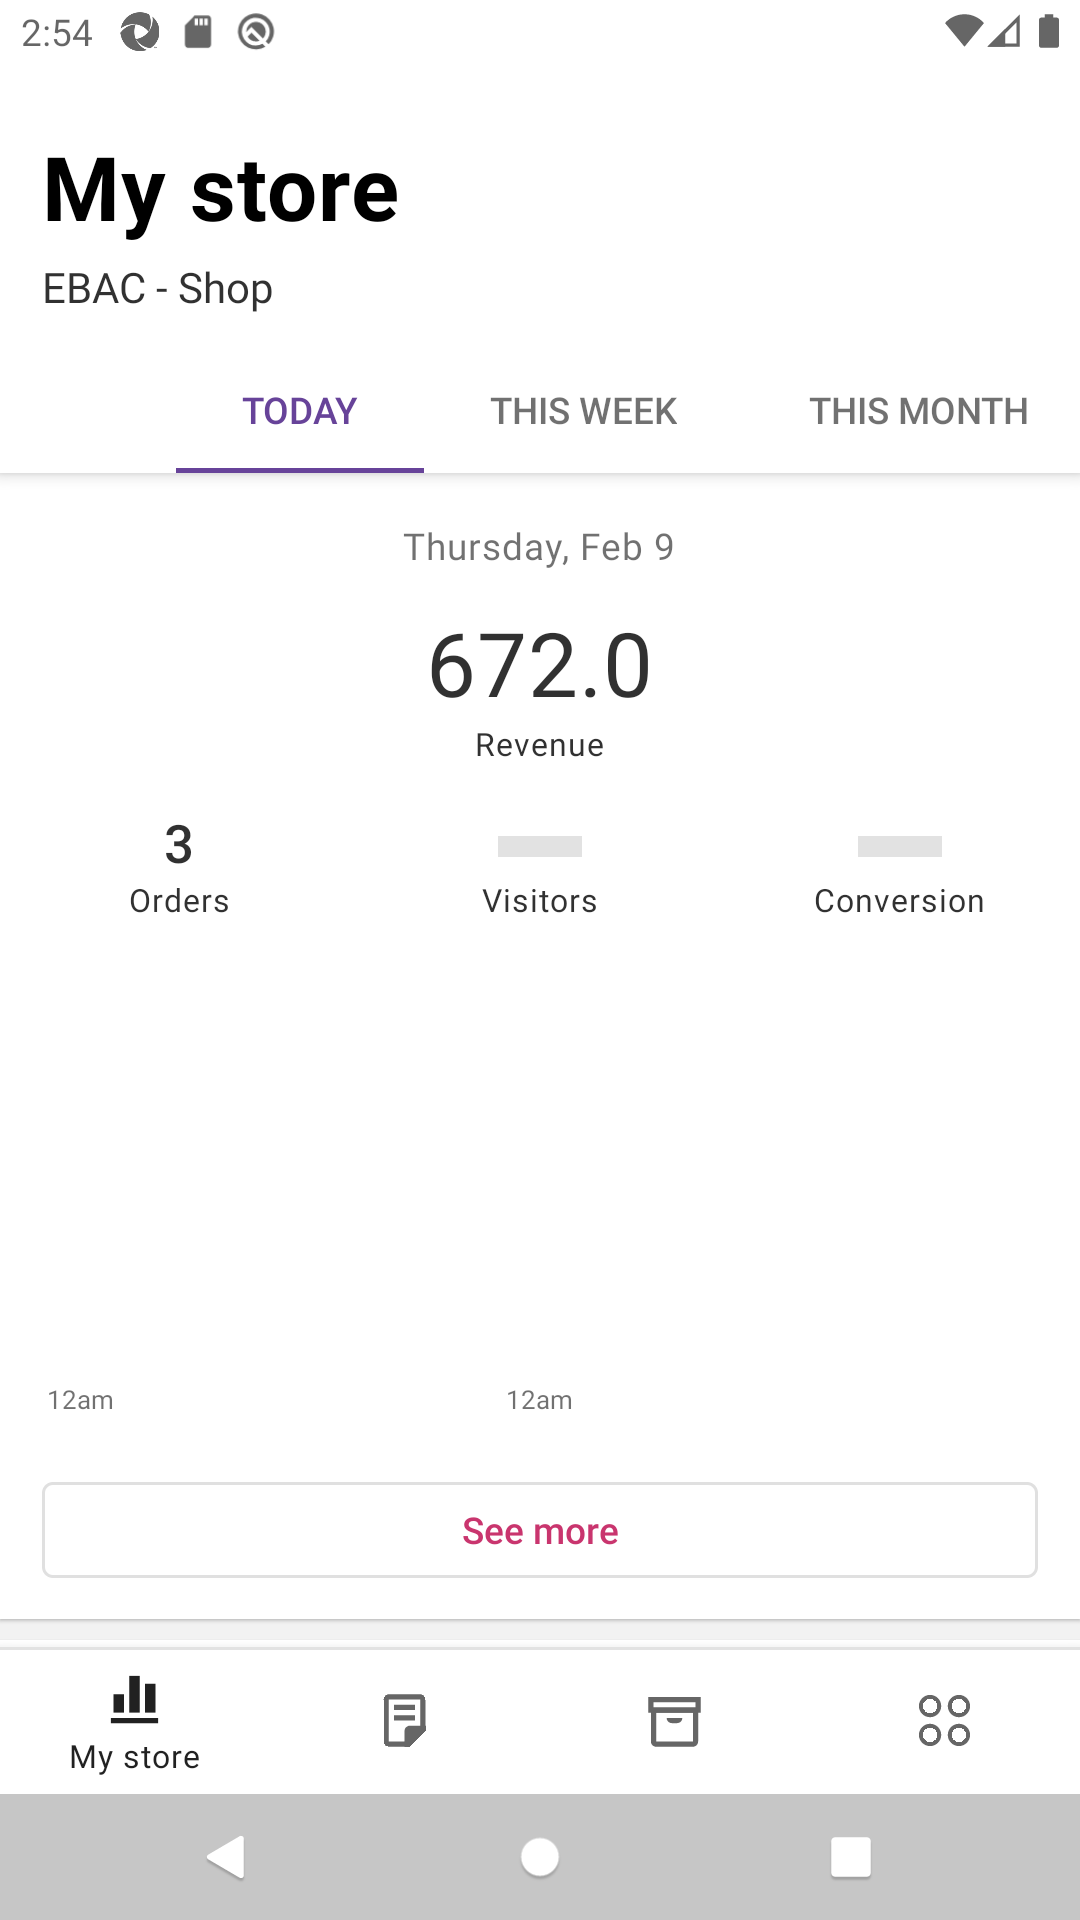 2:54
My store
EBAC - Shop
TODAY THIS WEEK THIS MONTH
Thursday, Feb 9
672.0
Revenue
3
Orders Visitors Conversion
12am 12am
See more
My store